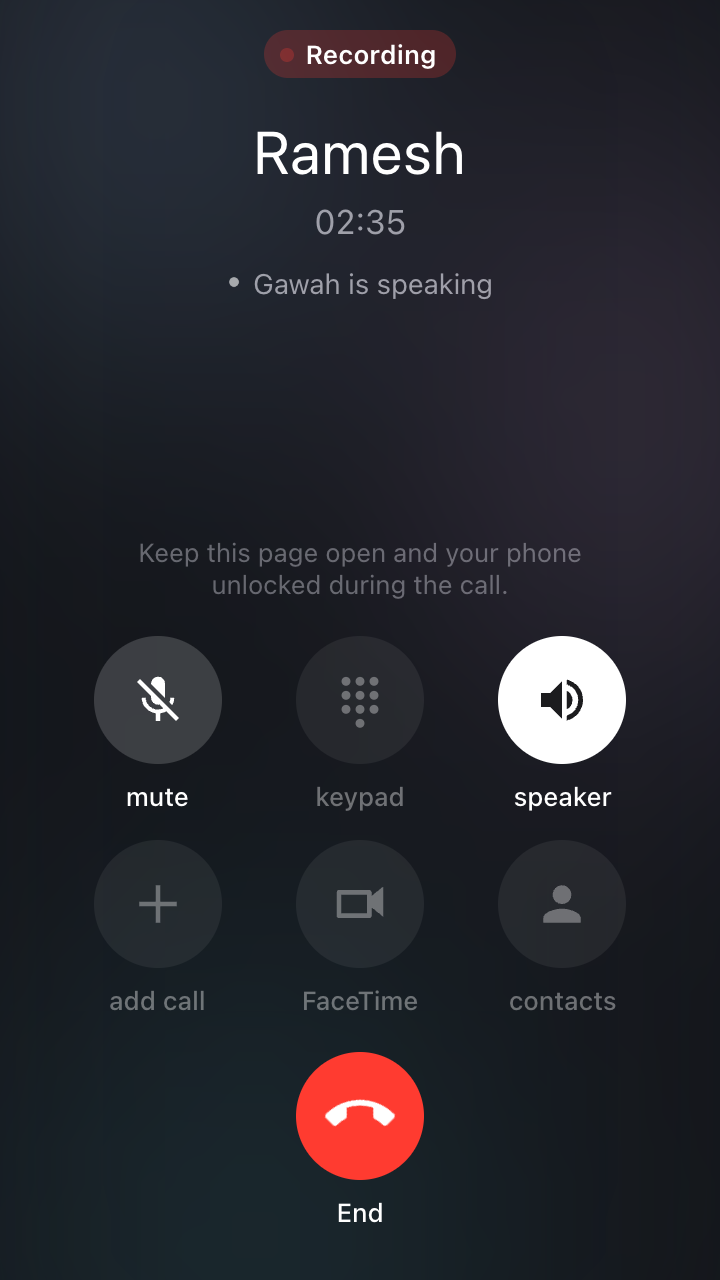 Recording
Ramesh
02:35
• Gawah is speaking
Keep this page open and your phone
unlocked during the call.
mute
keypad
speaker
add call
FaceTime
contacts
End